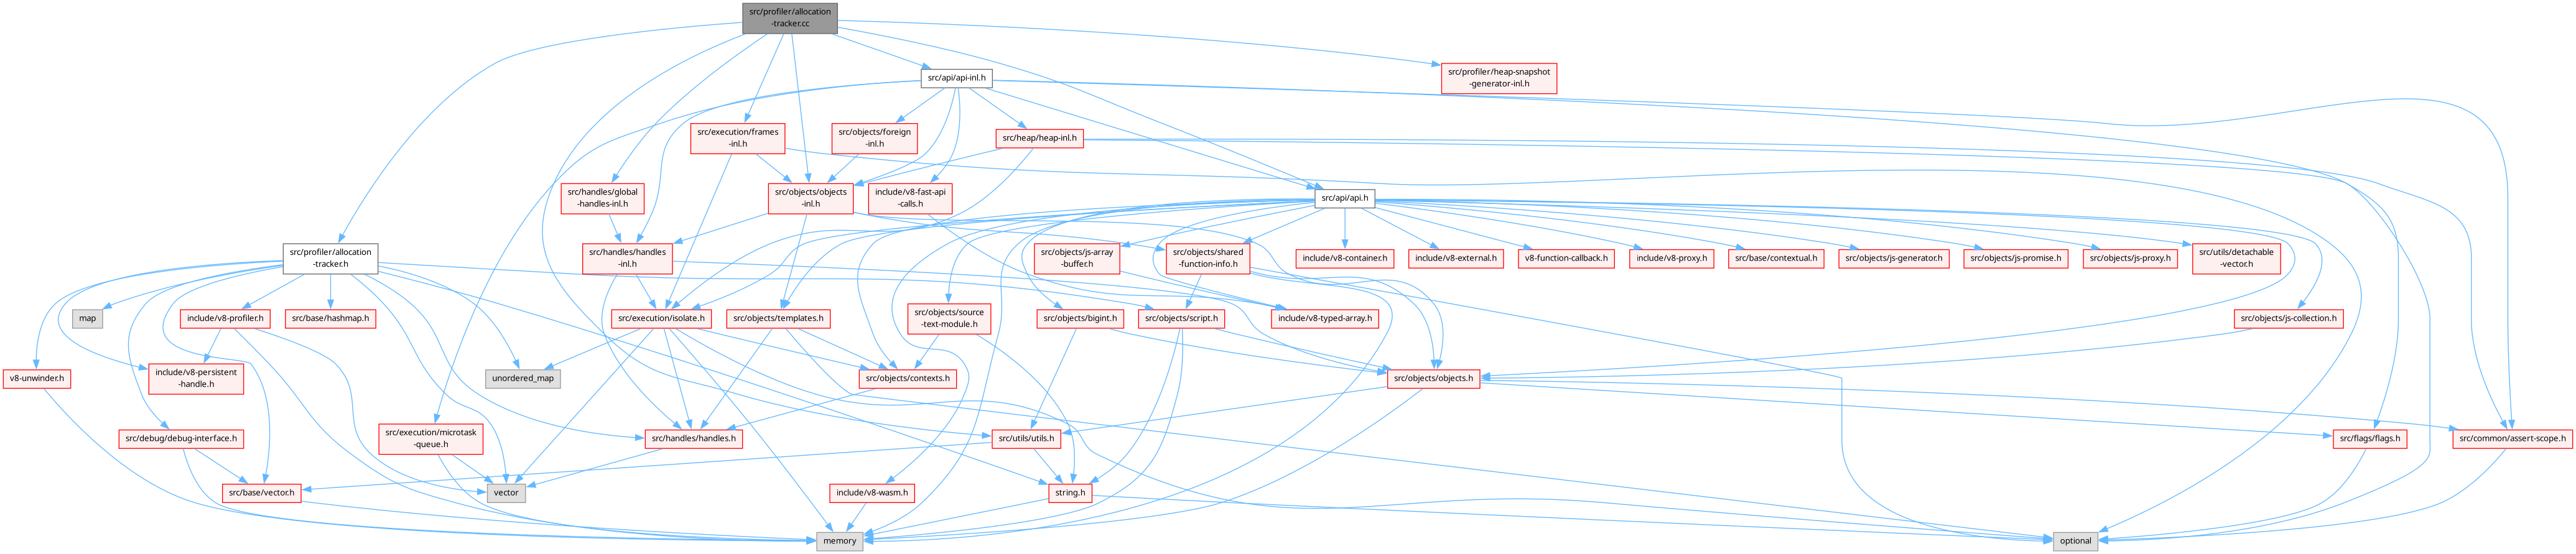 src/profiler/allocation
-tracker.cc
src/api/api-inl.h
src/profiler/heap-snapshot
-generator-inl.h
src/execution/frames
-inl.h
src/objects/foreign
-inl.h
src/heap/heap-inl.h
src/handles/global
-handles-inl.h
src/objects/objects
-inl.h
include/v8-fast-api
-calls.h
src/api/api.h
src/profiler/allocation
-tracker.h
src/handles/handles
-inl.h
src/objects/js-array
-buffer.h
src/objects/shared
-function-info.h
include/v8-container.h
include/v8-external.h
v8-function-callback.h
include/v8-proxy.h
src/base/contextual.h
src/objects/js-generator.h
src/objects/js-promise.h
src/objects/js-proxy.h
src/utils/detachable
-vector.h
map
include/v8-profiler.h
src/base/hashmap.h
src/execution/isolate.h
src/objects/templates.h
src/objects/source
-text-module.h
src/objects/bigint.h
src/objects/script.h
include/v8-typed-array.h
src/objects/js-collection.h
v8-unwinder.h
include/v8-persistent
-handle.h
unordered_map
src/objects/contexts.h
src/objects/objects.h
src/debug/debug-interface.h
src/execution/microtask
-queue.h
src/handles/handles.h
src/utils/utils.h
src/flags/flags.h
src/common/assert-scope.h
src/base/vector.h
vector
include/v8-wasm.h
string.h
memory
optional